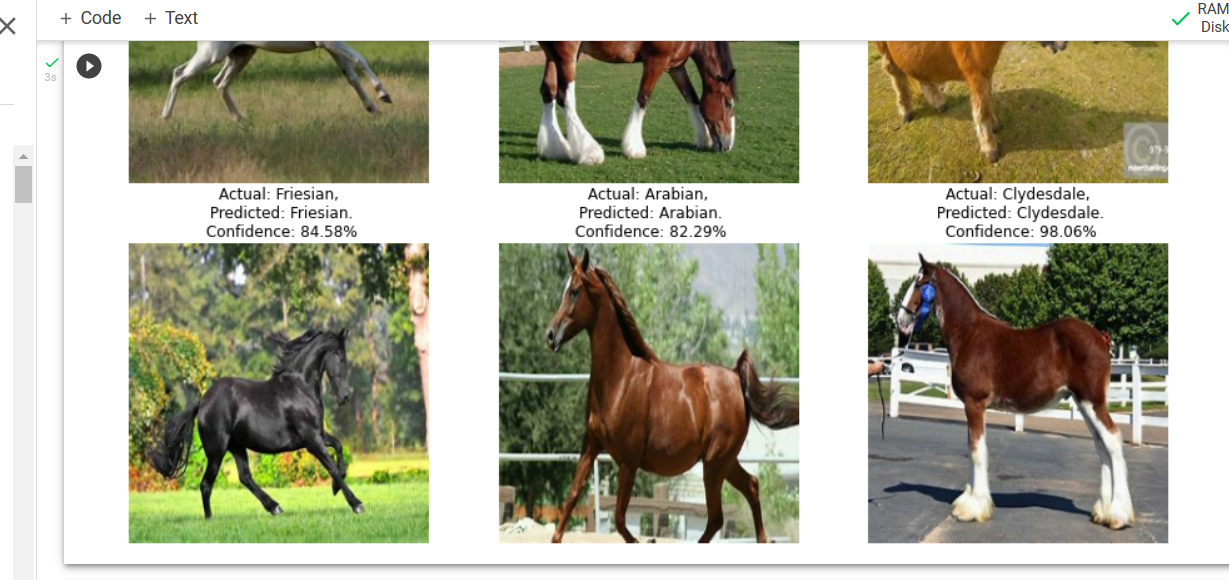 + Code + Text
RAM
Disk
3s
Actual: Friesian,
Predicted: Friesian.
Confidence: 84.58%
Actual: Arabian,
Predicted: Arabian.
Confidence: 82.29%
Actual: Clydesdale,
Predicted: Clydesdale.
Confidence: 98.06%